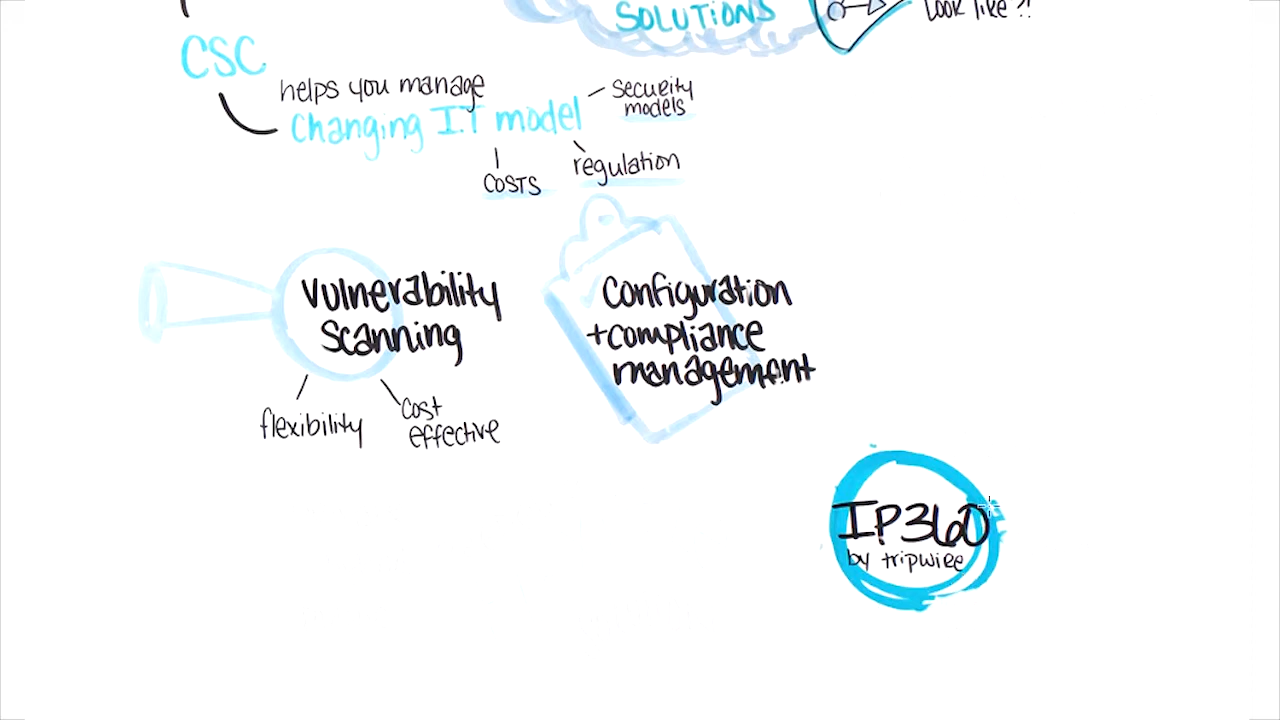 SOLUTIONS
look like?!
CSC
helps you manage
Changing I.T model
security
models
costs
regulation
Vulnerability
Scanning
flexibility
cost
effective
Configuration
+compliance
management
IP360
by tripwire